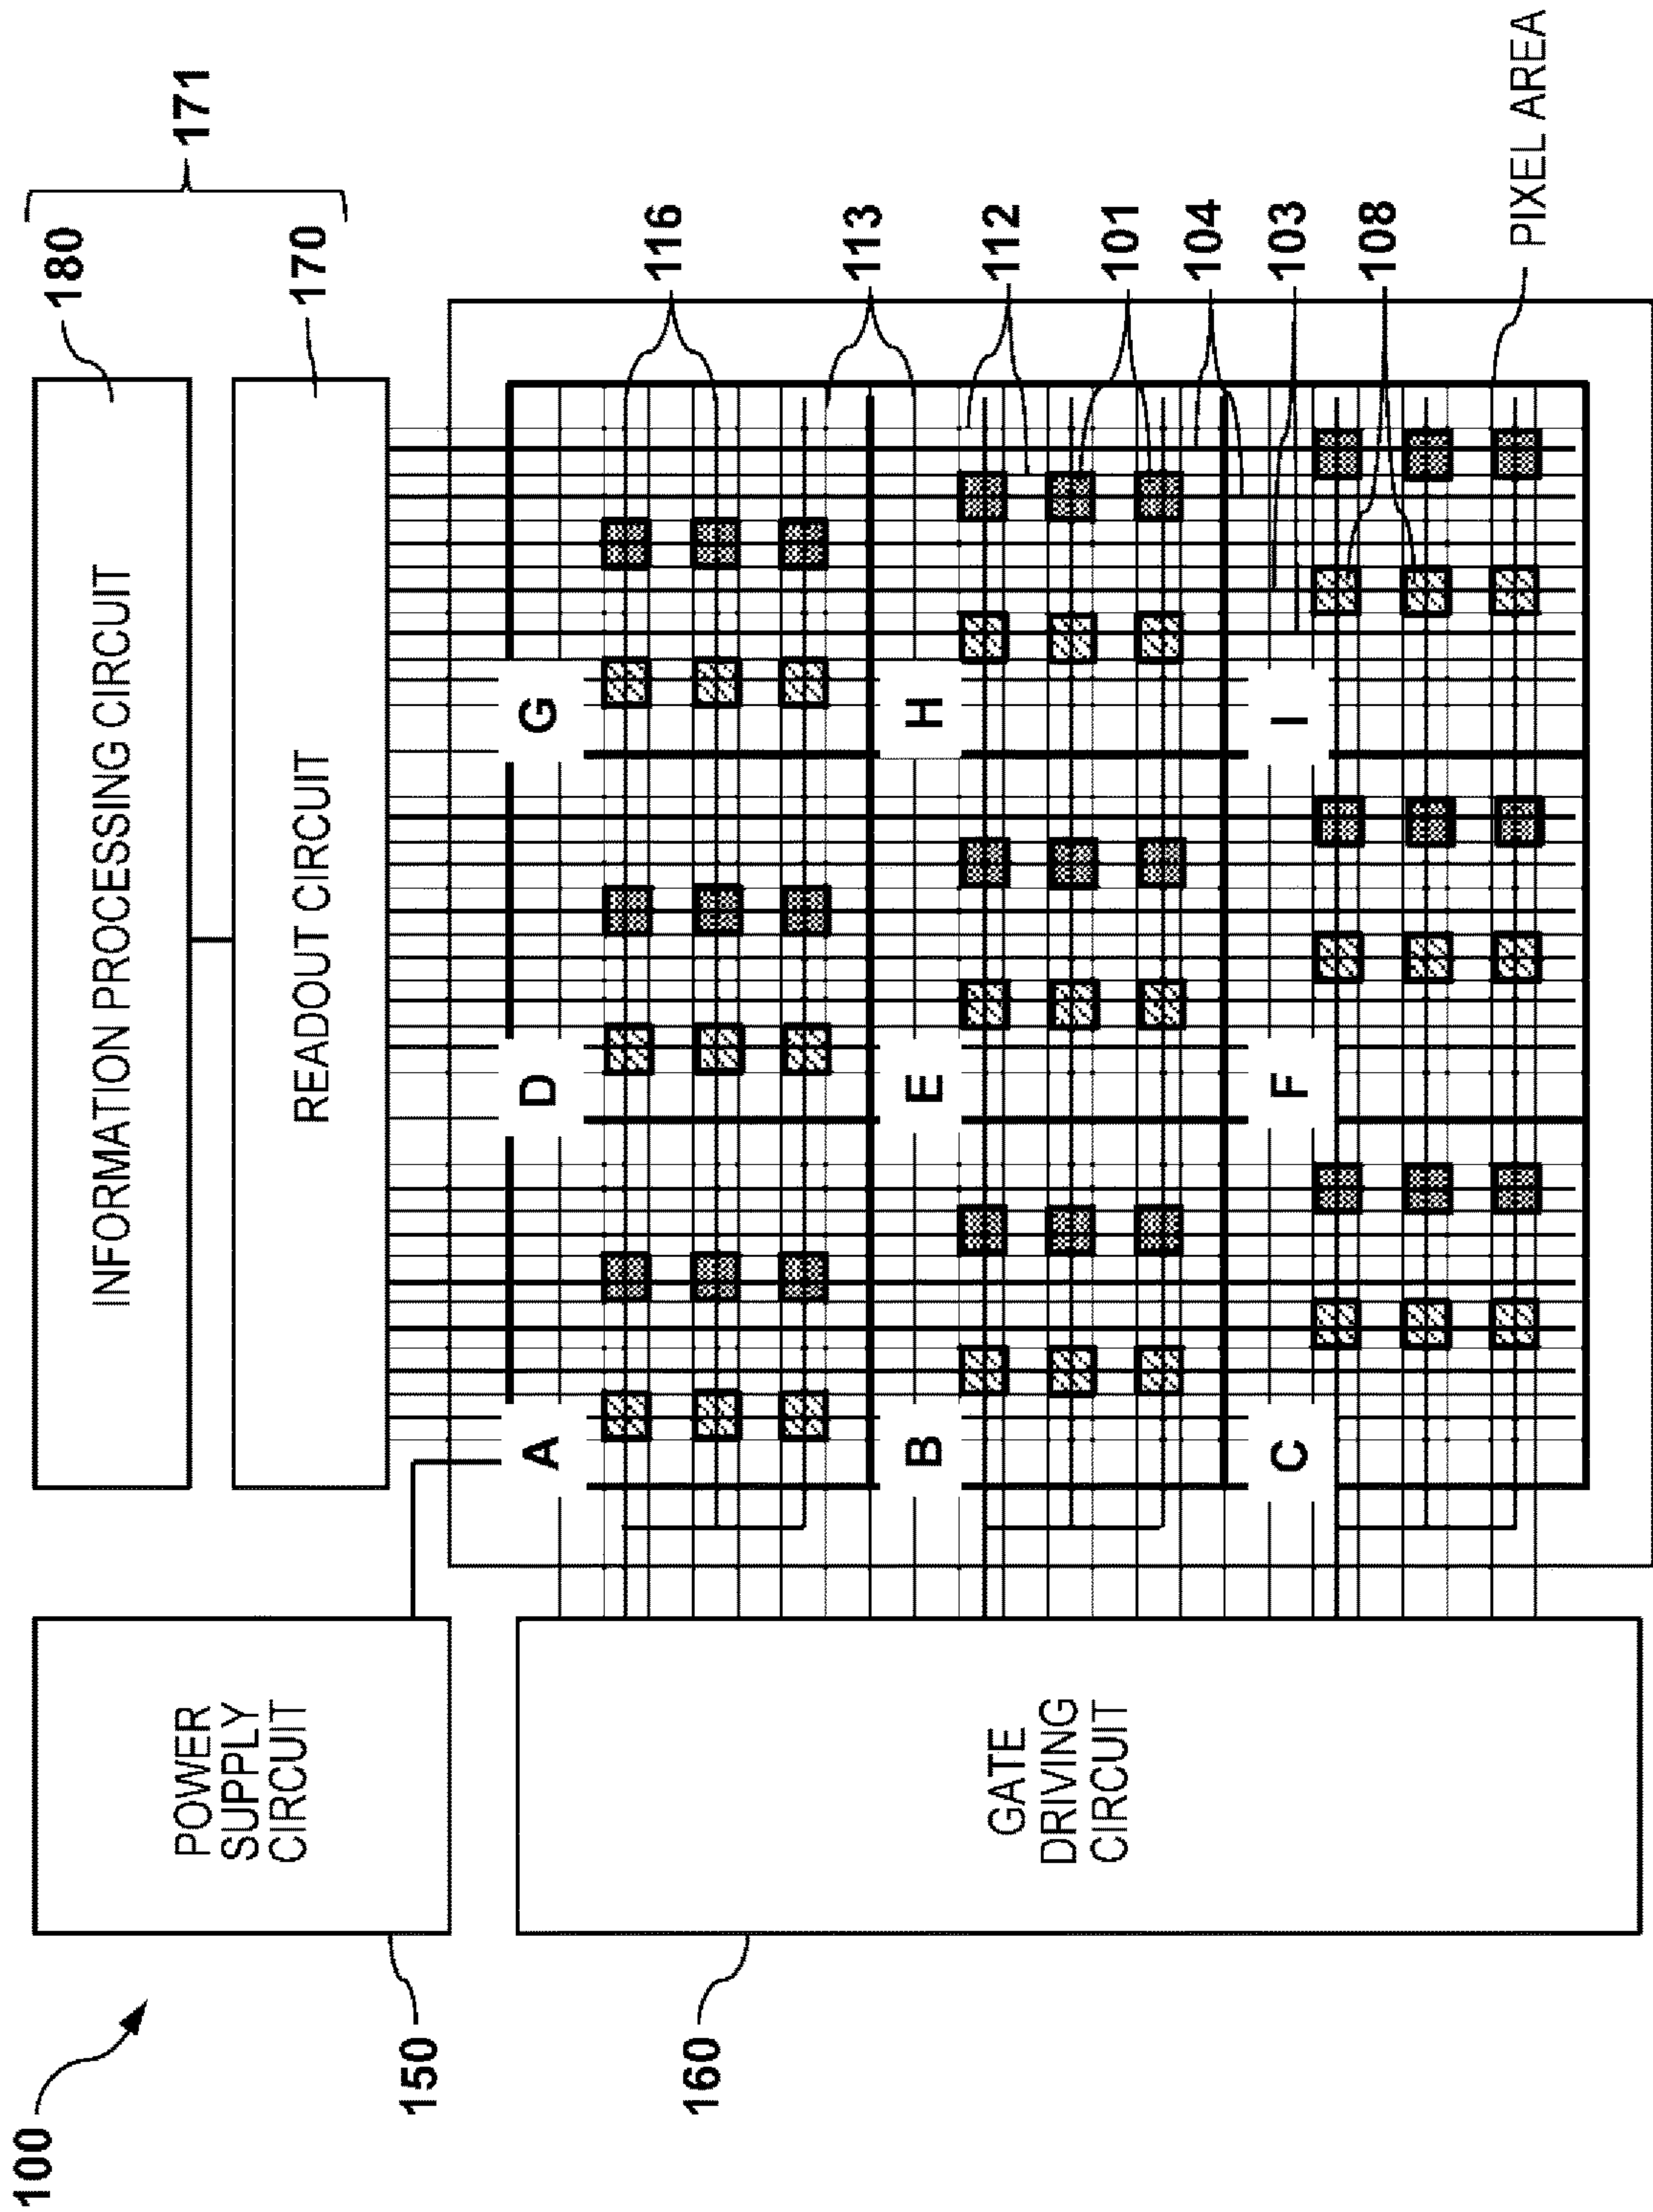 100
150
POWER
SUPPLY
CIRCUIT
INFORMATION PROCESSING CIRCUIT
180
READOUT CIRCUIT
170
171
160
GATE
DRIVING
CIRCUIT
A
D
G
B
E
H
C
F
I
116
113
112
101
104
103
108
PIXEL AREA